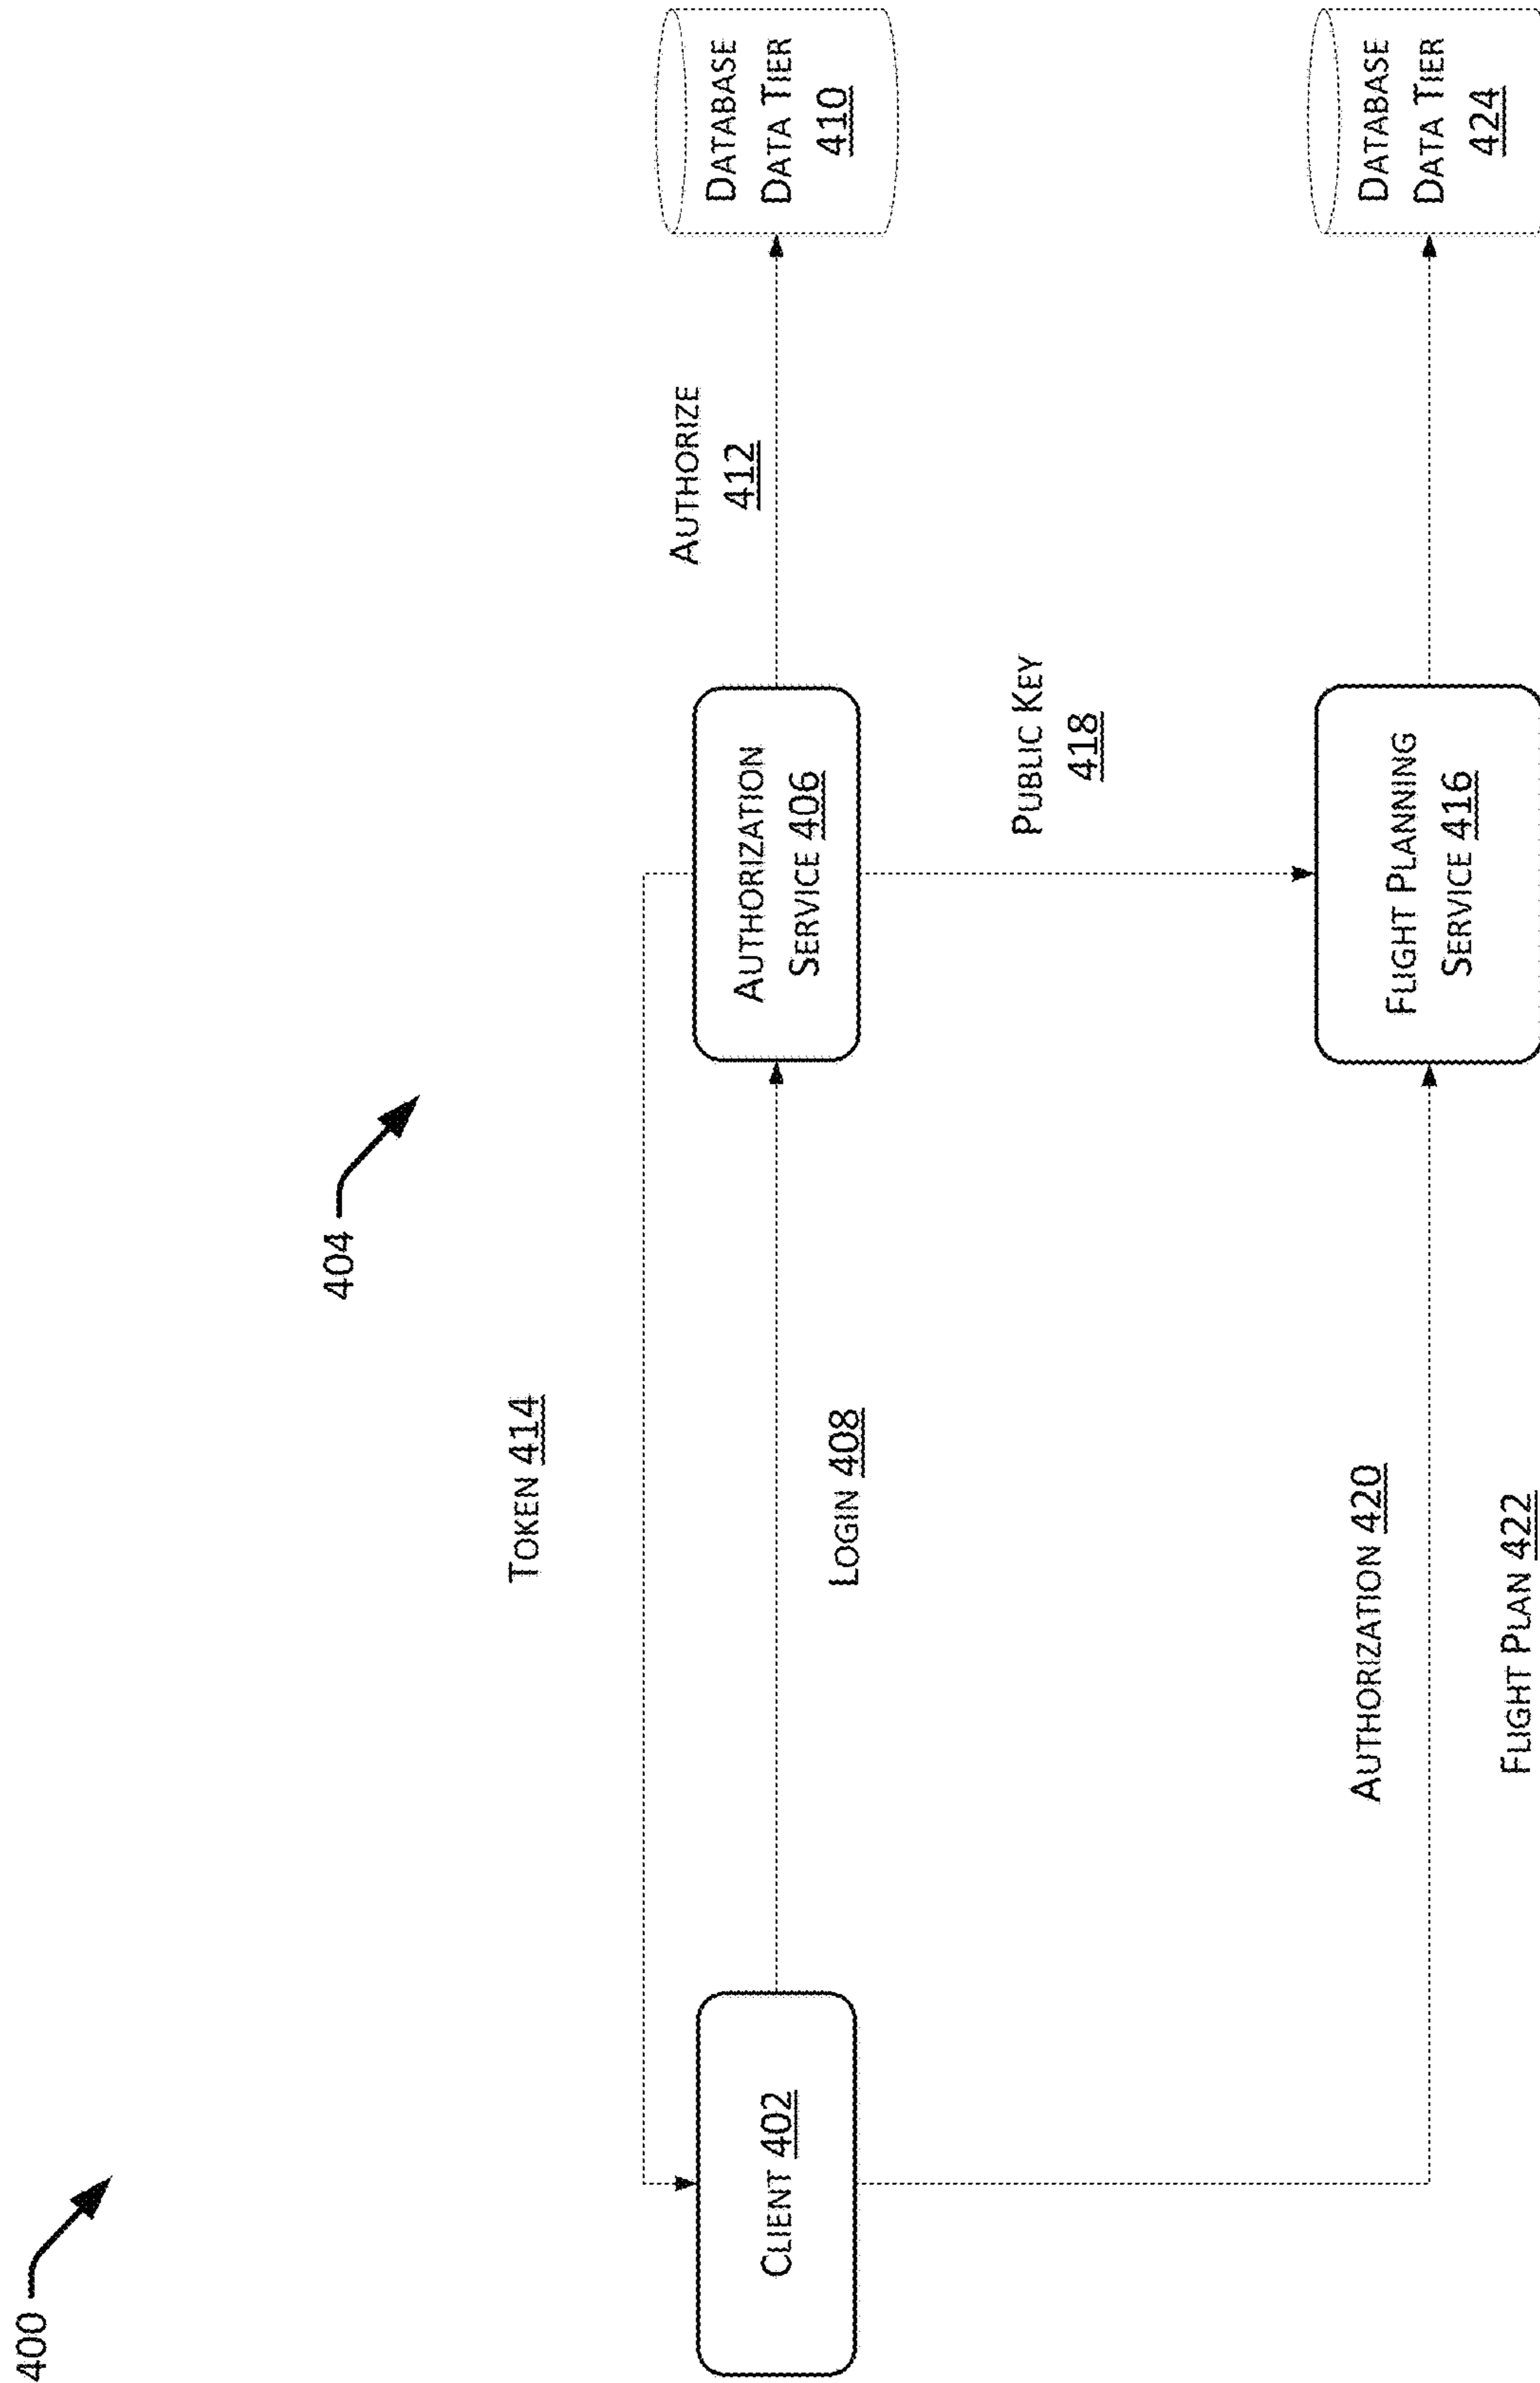 400
404
TOKEN 414
CLIENT 402
LOGIN 408
AUTHORIZATION
SERVICE 406
AUTHORIZE
412
DATABASE
DATA TIER
410
PUBLIC KEY
418
AUTHORIZATION 420
FLIGHT PLAN 422
FLIGHT PLANNING
SERVICE 416
DATABASE
DATA TIER
424